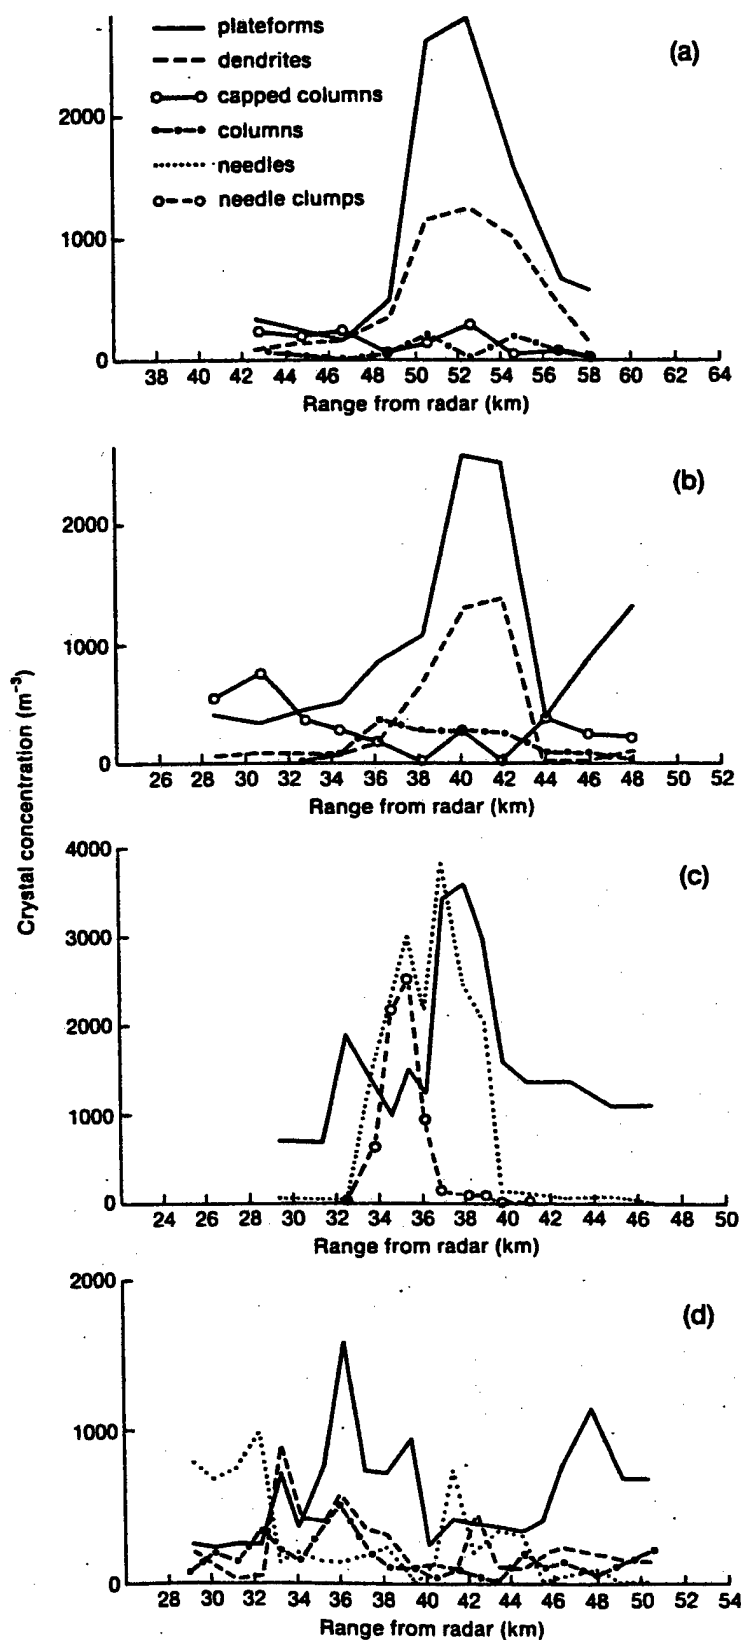 plateforms
dendrites
capped columns
columns
needles
needle clumps
(a)
2000
1000
0
38 40 42 44 46 48 50 52 54 56 58 60 62 64
Range from radar (km)
(b)
2000
1000
0
26 28 30 32 34 36 38 40 42 44 46 48 50 52
Range from radar (km)
Crystal concentration (m⁻³)
(c)
4000
3000
2000
1000
0
24 26 28 30 32 34 36 38 40 42 44 46 48 50
Range from radar (km)
(d)
2000
1000
0
28 30 32 34 36 38 40 42 44 46 48 50 52 54
Range from radar (km)